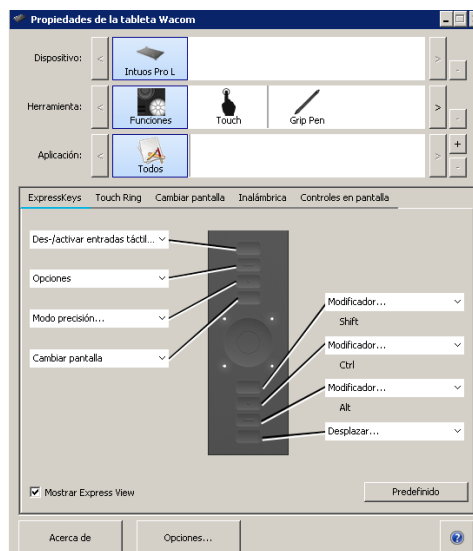 Propiedades de la tableta Wacom
Dispositivo:
<
Intuos Pro L
>
-
Herramienta:
<
Funciones
Touch
Grip Pen
>
Aplicación:
<
Todos
>
+
-
ExpressKeys Touch Ring Cambiar pantalla Inalámbrica Controles en pantalla
Des-/activar entradas táctil...
Opciones
Modo precisión...
Cambiar pantalla
Modificador...
Shift
Modificador...
Ctrl
Modificador...
Alt
Desplazar...
Mostrar Express View
Predefinido
Acerca de
Opciones...
?